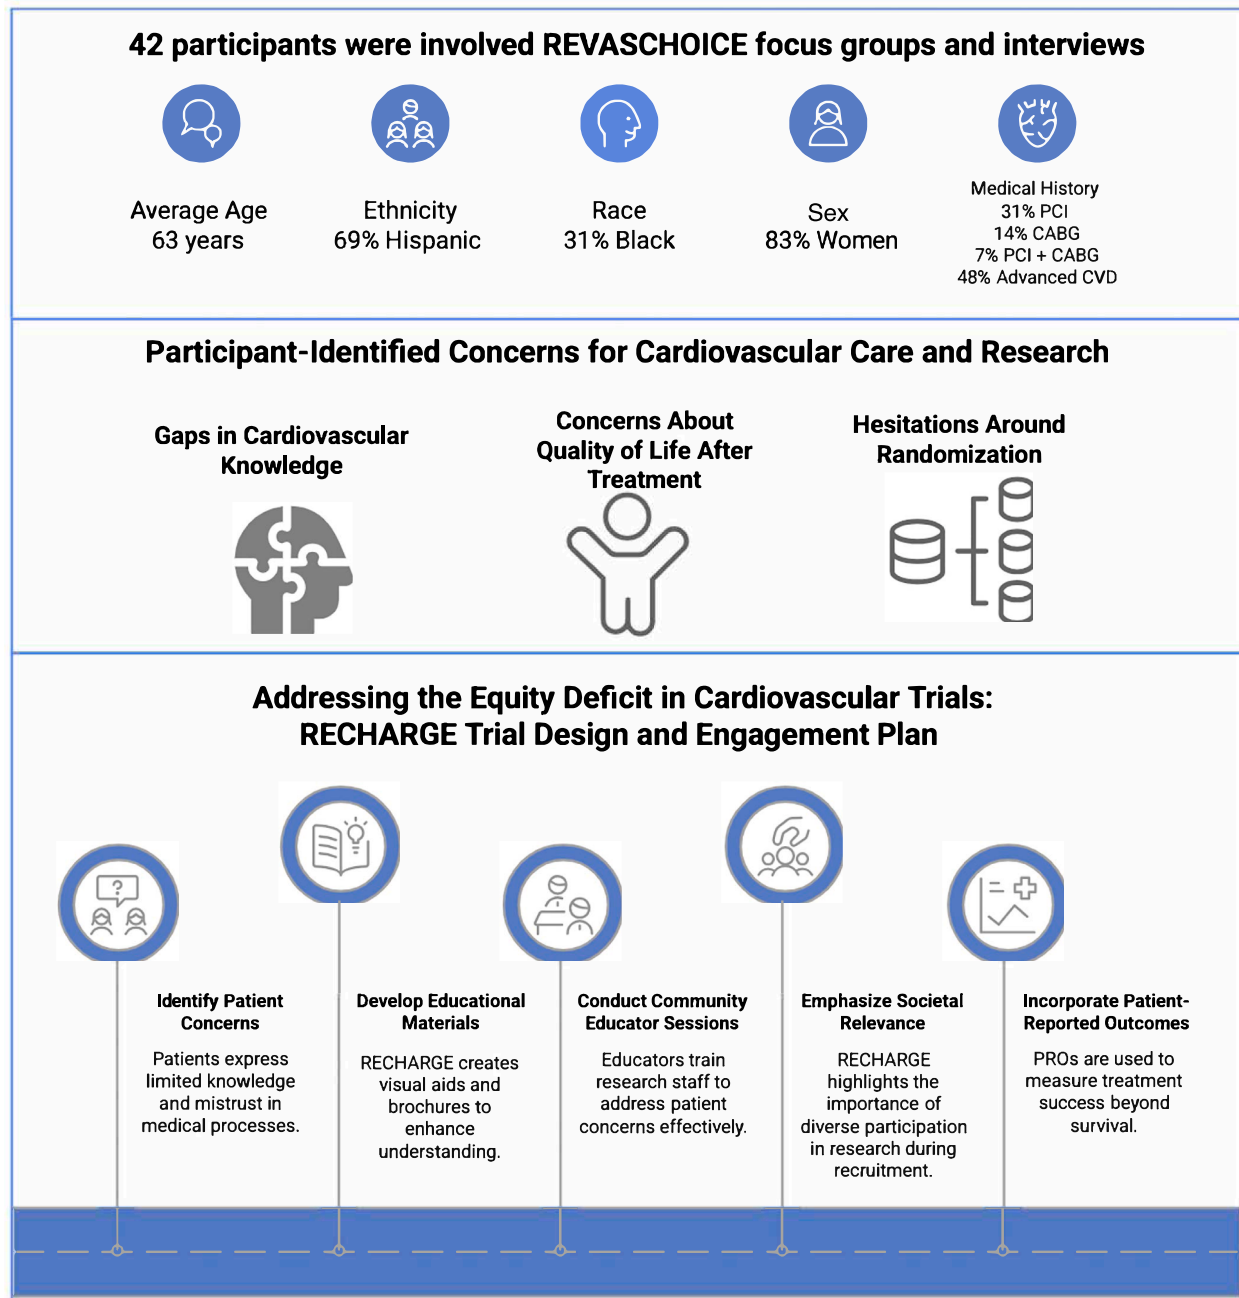 42 participants were involved REVASCHOICE focus groups and interviews
Average Age
63 years
Ethnicity
69% Hispanic
Race
31% Black
Sex
83% Women
Medical History
31% PCI
14% CABG
7% PCI + CABG
48% Advanced CVD
Participant-Identified Concerns for Cardiovascular Care and Research
Gaps in Cardiovascular
Knowledge
Concerns About
Quality of Life After
Treatment
Hesitations Around
Randomization
Addressing the Equity Deficit in Cardiovascular Trials:
RECHARGE Trial Design and Engagement Plan
?
Identify Patient
Concerns
Patients express
limited knowledge
and mistrust in
medical processes.
Develop Educational
Materials
RECHARGE creates
visual aids and
brochures to
enhance
understanding.
Conduct Community
Educator Sessions
Educators train
research staff to
address patient
concerns effectively.
Emphasize Societal
Relevance
RECHARGE
highlights the
importance of
diverse participation
in research during
recruitment.
Incorporate Patient-
Reported Outcomes
PROs are used to
measure treatment
success beyond
survival.